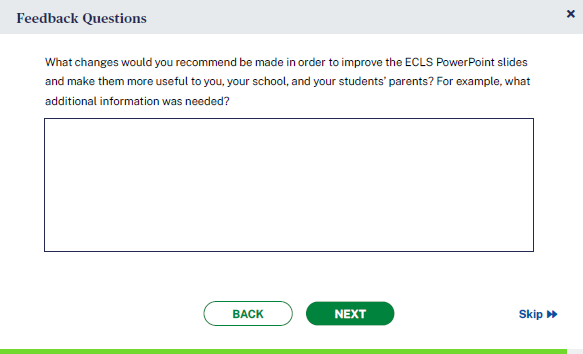 Feedback Questions
×
What changes would you recommend be made in order to improve the ECLS PowerPoint slides
and make them more useful to you, your school, and your students' parents? For example, what
additional information was needed?
BACK
NEXT
Skip